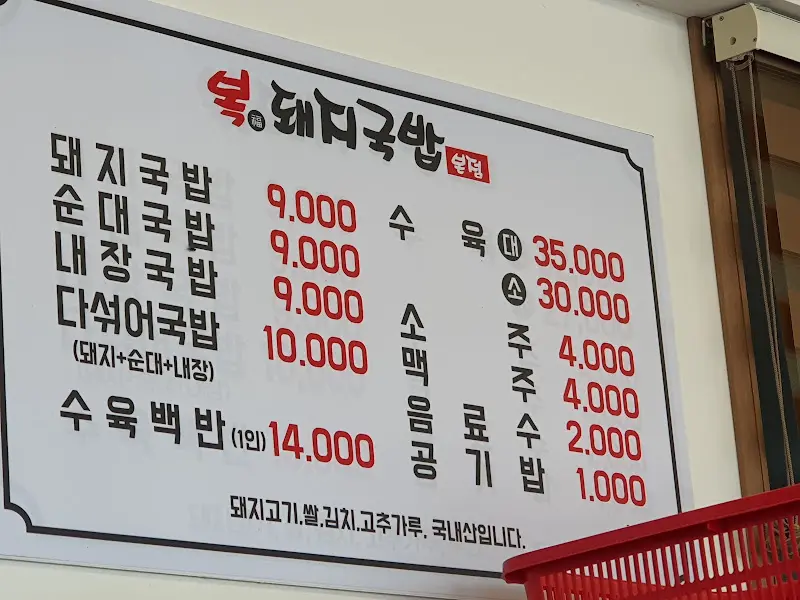 복 福 돼지국밥 본점
돼지국밥 9.000
순대국밥 9.000
내장국밥 9.000
다섞어국밥 10.000
(돼지+순대+내장)
수육백반 (1인) 14.000
수육 대 35.000
소 30.000
소주 4.000
맥주 4.000
음료수 2.000
공기밥 1.000
돼지고기.쌀.김치.고추가루. 국내산입니다.